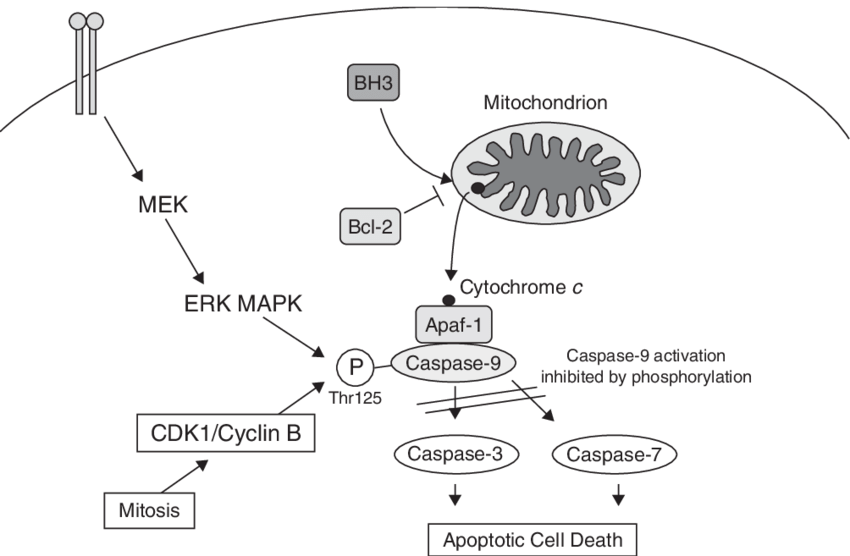 BH3
Mitochondrion
MEK
Bcl-2
ERK MAPK
Cytochrome c
Apaf-1
P
Caspase-9
Thr125
Caspase-9 activation
inhibited by phosphorylation
CDK1/Cyclin B
Caspase-3
Caspase-7
Mitosis
Apoptotic Cell Death